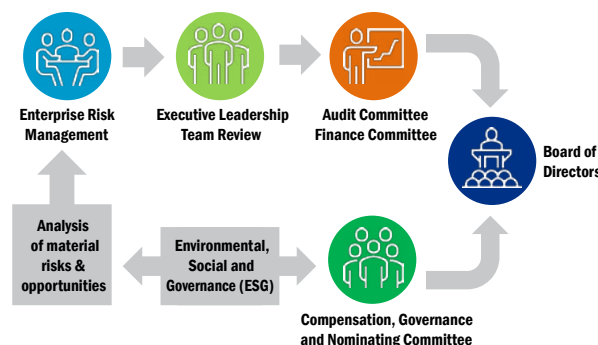 Enterprise Risk
Management
Executive Leadership
Team Review
Audit Committee
Finance Committee
Board of
Directors
Analysis
of material
risks &
opportunities
Environmental,
Social and
Governance (ESG)
Compensation, Governance
and Nominating Committee